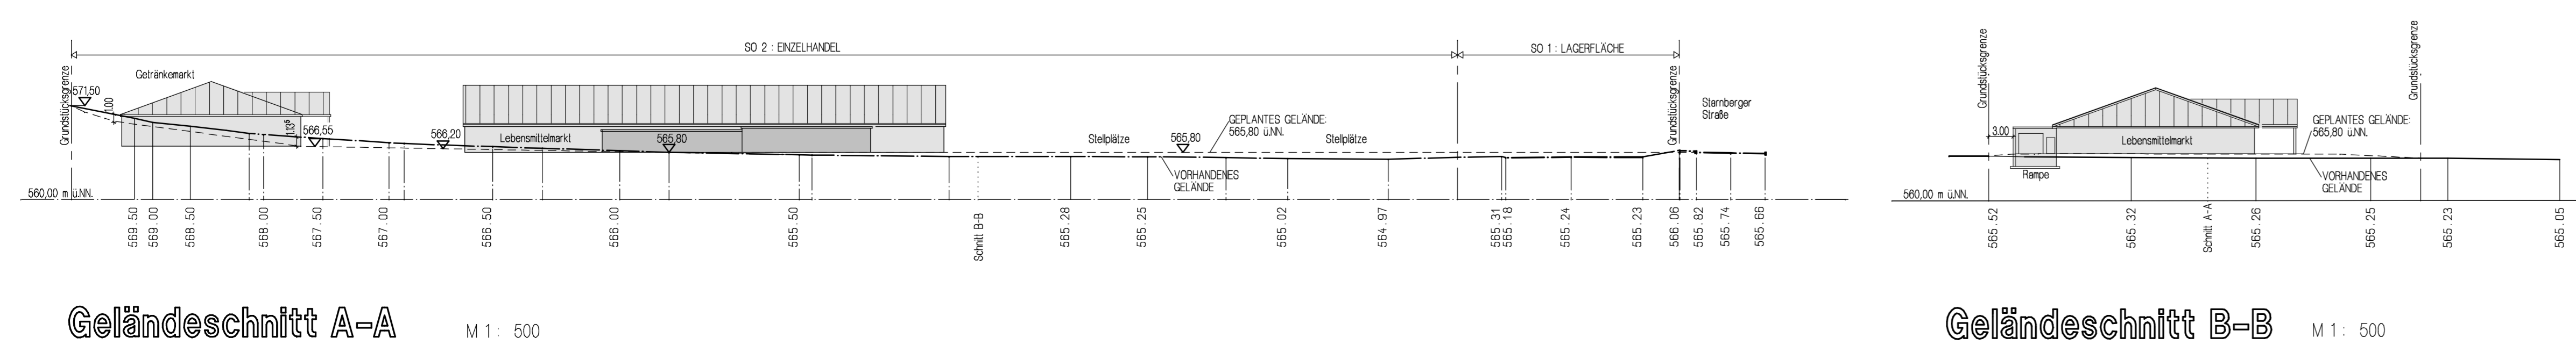 SO 2 : EINZELHANDEL
SO 1 : LAGERFLÄCHE
Grundstücksgrenze
Getränkemarkt
571,50
1.00
1.13⁵
566,55
566,20
Lebensmittelmarkt
565,80
Stellplätze
565,80
GEPLANTES GELÄNDE:
565,80 ü.NN.
Stellplätze
VORHANDENES
GELÄNDE
Grundstücksgrenze
Starnberger
Straße
560,00 m ü.NN.
569.50
569.00
568.50
568.00
567.50
567.00
566.50
566.00
565.50
Schnitt B-B
565.28
565.25
565.02
564.97
565.31
565.18
565.24
565.23
566.06
565.82
565.74
565.66
Geländeschnitt A-A
M 1 : 500
Grundstücksgrenze
Grundstücksgrenze
3.00
Lebensmittelmarkt
GEPLANTES GELÄNDE:
565,80 ü.NN.
Rampe
VORHANDENES
GELÄNDE
560,00 m ü.NN.
565.52
565.32
Schnitt A-A
565.26
565.25
565.23
565.05
Geländeschnitt B-B
M 1 : 500